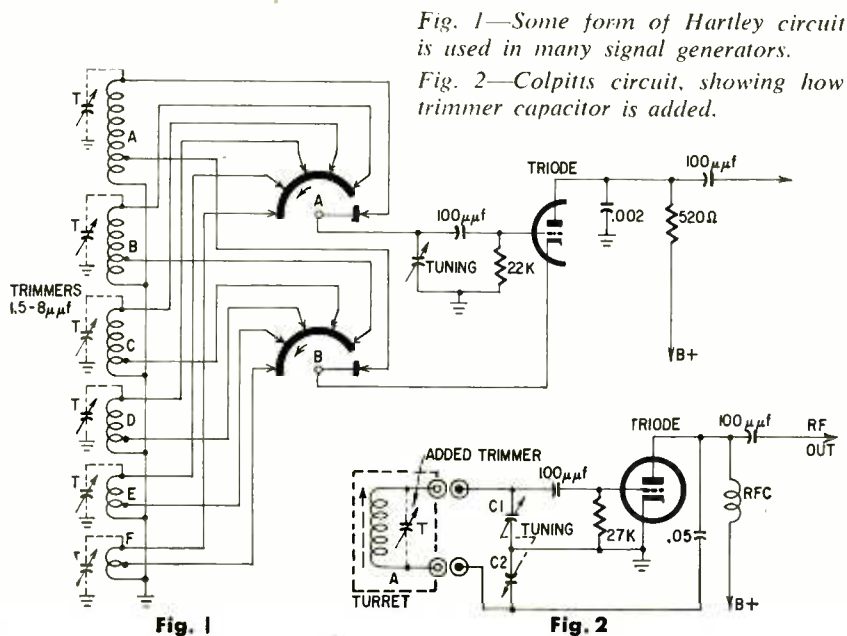 Fig. 1—Some form of Hartley circuit
is used in many signal generators.
Fig. 2—Colpitts circuit, showing how
trimmer capacitor is added.
T
A
T
B
TRIMMERS
1.5-8μμf
T
C
T
D
T
E
T
F
A
B
100μμf
TUNING
22K
TRIODE
.002
100μμf
520Ω
B+
Fig. 1
ADDED TRIMMER
T
A
TURRET
C1
TUNING
C2
100μμf
27K
TRIODE
.05
100μμf
RF
OUT
RFC
B+
Fig. 2